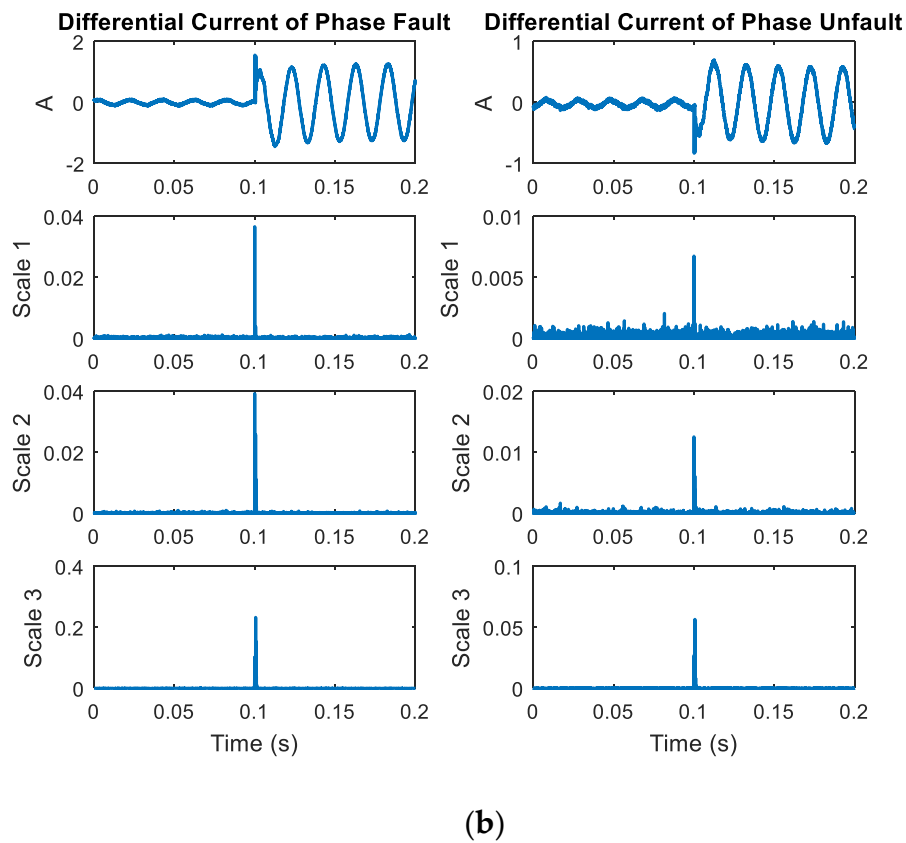 Differential Current of Phase Fault
Differential Current of Phase Unfault
2
0
-2
A
0 0.05 0.1 0.15 0.2
1
0
-1
A
0 0.05 0.1 0.15 0.2
0.04
0.02
0
Scale 1
0 0.05 0.1 0.15 0.2
0.01
0.005
0
Scale 1
0 0.05 0.1 0.15 0.2
0.04
0.02
0
Scale 2
0 0.05 0.1 0.15 0.2
0.02
0.01
0
Scale 2
0 0.05 0.1 0.15 0.2
0.4
0.2
0
Scale 3
0 0.05 0.1 0.15 0.2
Time (s)
0.1
0.05
0
Scale 3
0 0.05 0.1 0.15 0.2
Time (s)
(b)